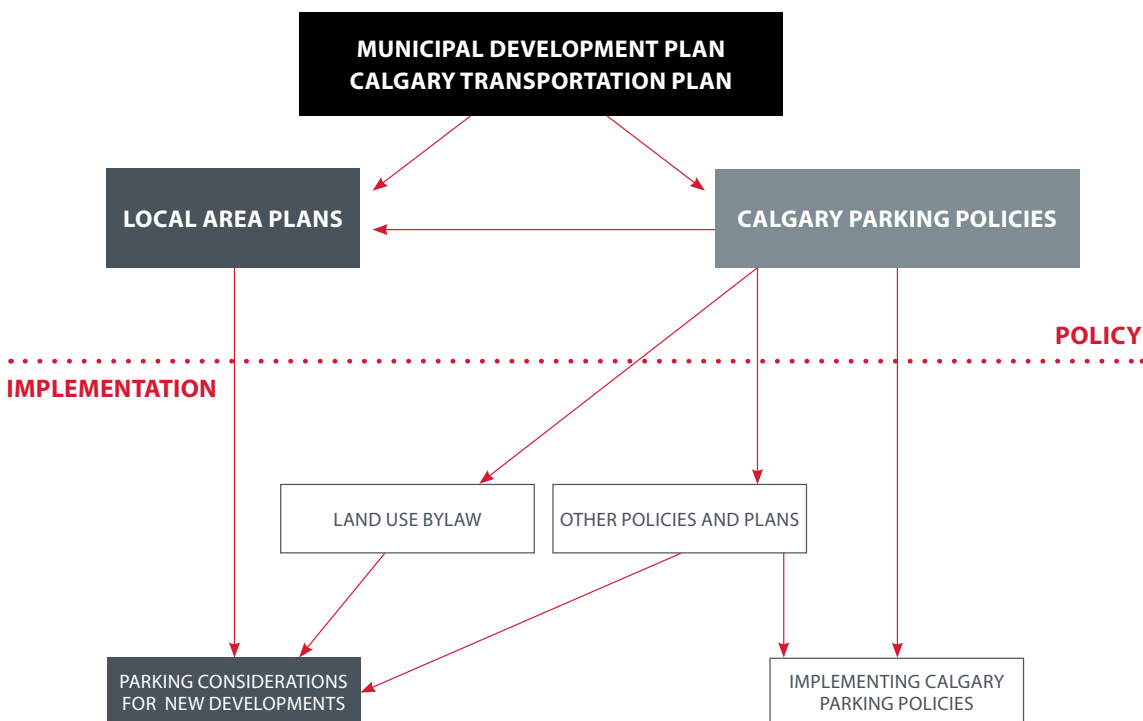 MUNICIPAL DEVELOPMENT PLAN
CALGARY TRANSPORTATION PLAN
LOCAL AREA PLANS
CALGARY PARKING POLICIES
POLICY
IMPLEMENTATION
LAND USE BYLAW
OTHER POLICIES AND PLANS
PARKING CONSIDERATIONS
FOR NEW DEVELOPMENTS
IMPLEMENTING CALGARY
PARKING POLICIES